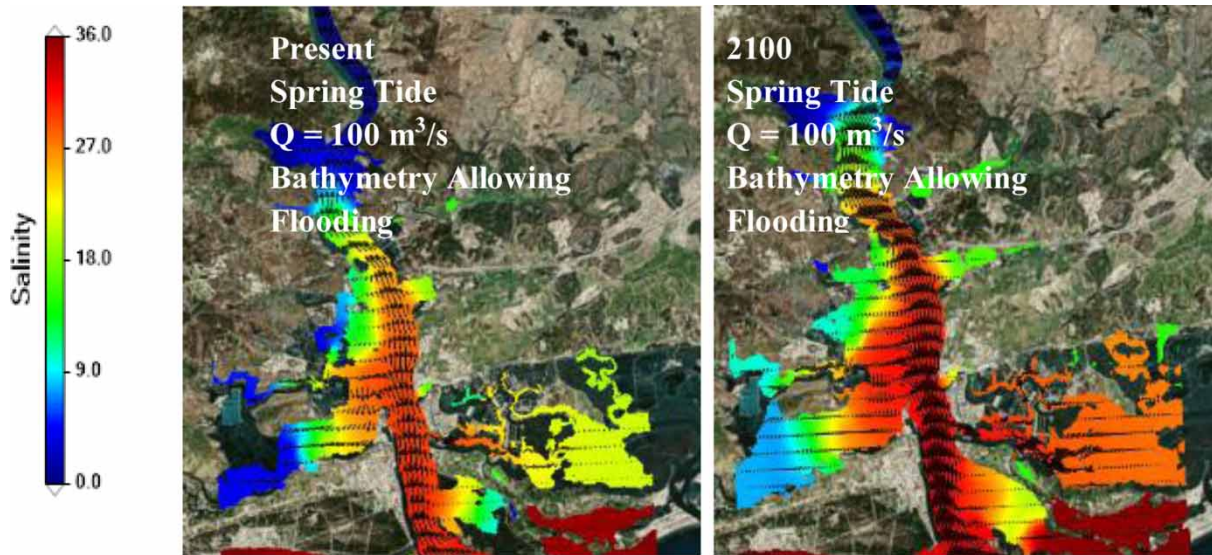 36.0
27.0
18.0
9.0
0.0
Salinity
Present
Spring Tide
Q = 100 m³/s
Bathymetry Allowing
Flooding
2100
Spring Tide
Q = 100 m³/s
Bathymetry Allowing
Flooding